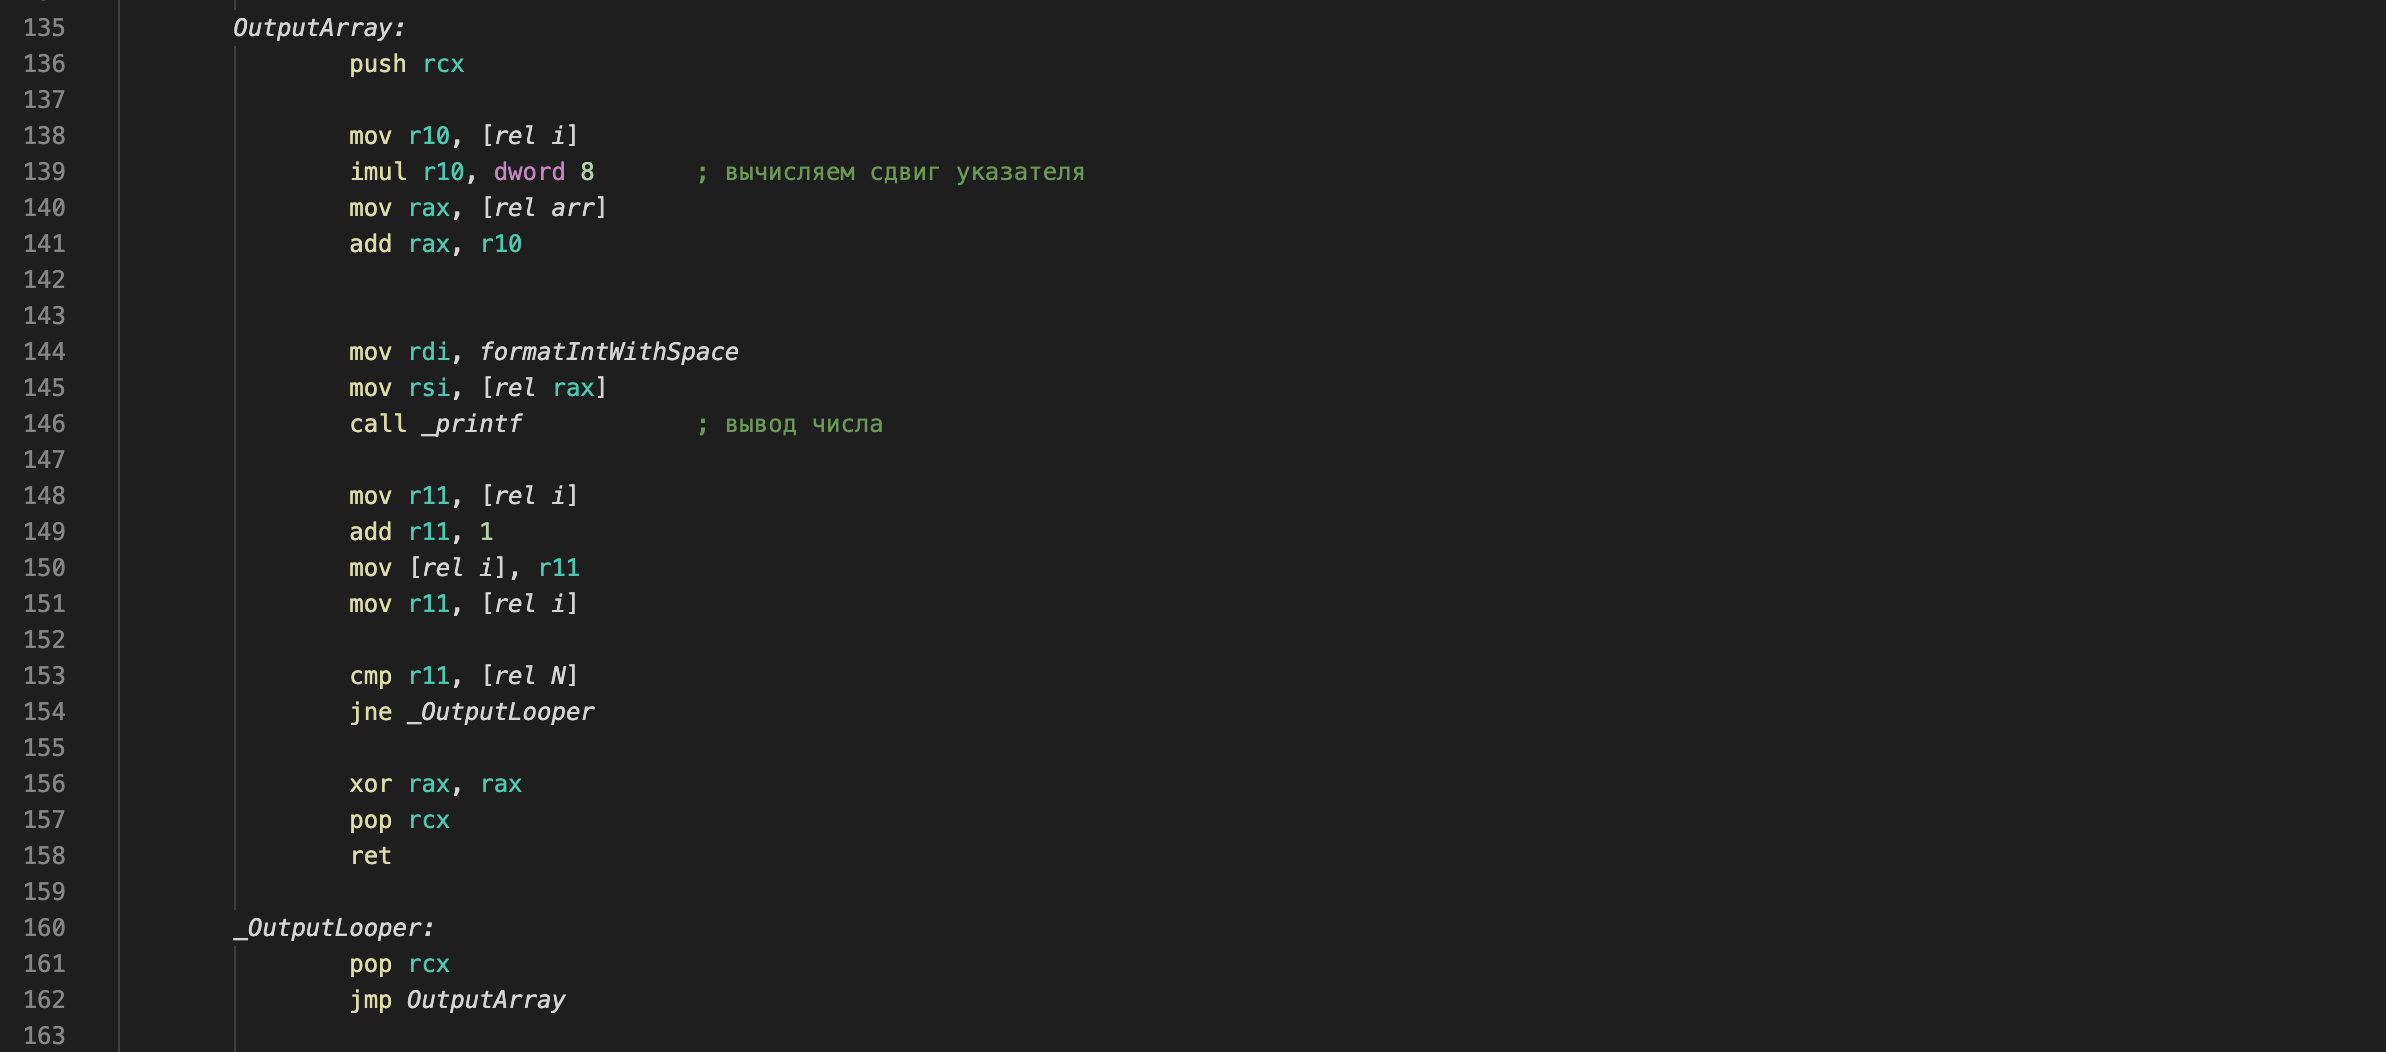 135 OutputArray:
136 push rcx
137
138 mov r10, [rel i]
139 imul r10, dword 8 ; вычисляем сдвиг указателя
140 mov rax, [rel arr]
141 add rax, r10
142
143
144 mov rdi, formatIntWithSpace
145 mov rsi, [rel rax]
146 call _printf ; вывод числа
147
148 mov r11, [rel i]
149 add r11, 1
150 mov [rel i], r11
151 mov r11, [rel i]
152
153 cmp r11, [rel N]
154 jne _OutputLooper
155
156 xor rax, rax
157 pop rcx
158 ret
159
160 _OutputLooper:
161 pop rcx
162 jmp OutputArray
163